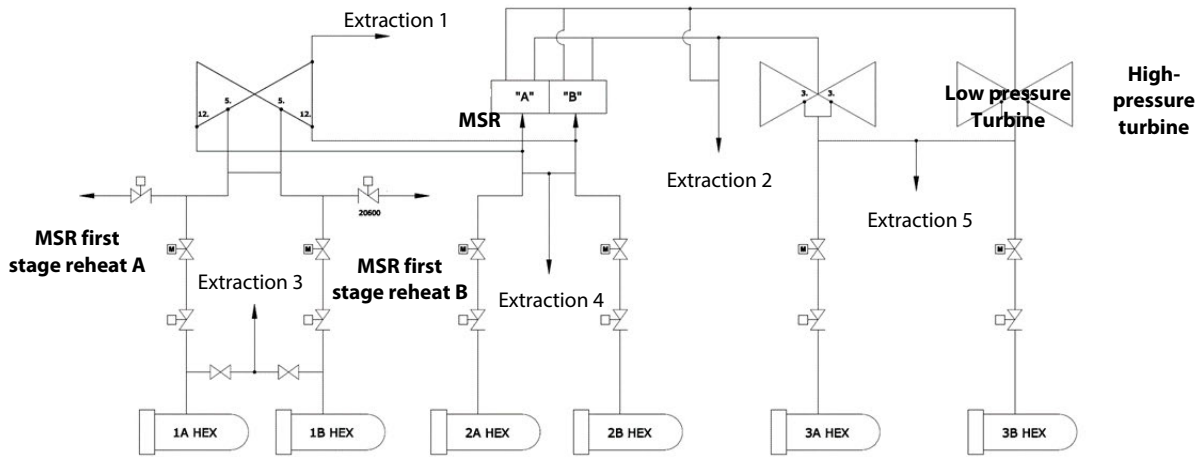 Extraction 1
"A"
"B"
5.
5.
12.
12.
MSR
3.
3.
Low pressure
Turbine
High-
pressure
turbine
Extraction 2
20600
Extraction 5
MSR first
stage reheat A
M
M
MSR first
stage reheat B
M
M
M
M
Extraction 3
Extraction 4
1A HEX
1B HEX
2A HEX
2B HEX
3A HEX
3B HEX